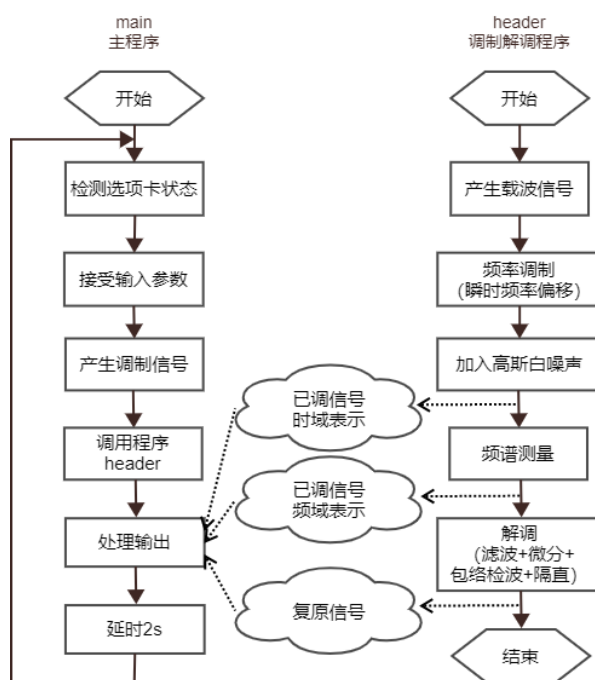 main
主程序
开始
检测选项卡状态
接受输入参数
产生调制信号
调用程序
header
处理输出
延时2s
已调信号
时域表示
已调信号
频域表示
复原信号
header
调制解调程序
开始
产生载波信号
频率调制
(瞬时频率偏移)
加入高斯白噪声
频谱测量
解调
(滤波+微分+
包络检波+隔直)
结束